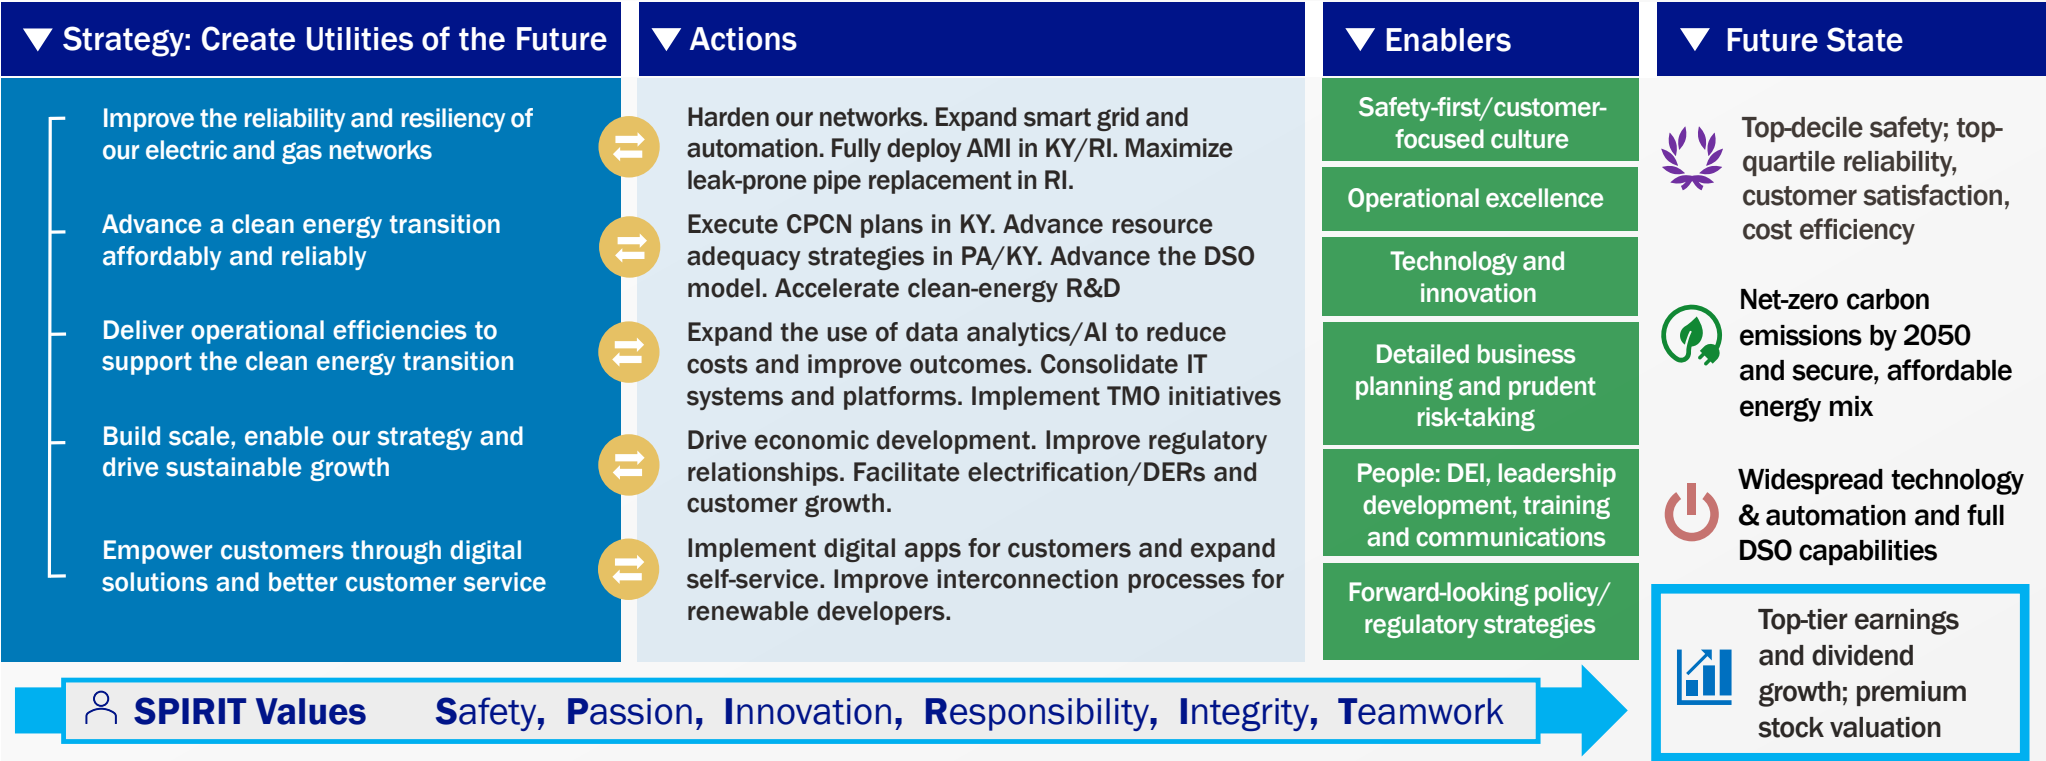 Strategy: Create Utilities of the Future
Improve the reliability and resiliency of
our electric and gas networks
Advance a clean energy transition
affordably and reliably
Deliver operational efficiencies to
support the clean energy transition
Build scale, enable our strategy and
drive sustainable growth
Empower customers through digital
solutions and better customer service
Actions
Harden our networks. Expand smart grid and
automation. Fully deploy AMI in KY/RI. Maximize
leak-prone pipe replacement in RI.
Execute CPCN plans in KY. Advance resource
adequacy strategies in PA/KY. Advance the DSO
model. Accelerate clean-energy R&D
Expand the use of data analytics/AI to reduce
costs and improve outcomes. Consolidate IT
systems and platforms. Implement TMO initiatives
Drive economic development. Improve regulatory
relationships. Facilitate electrification/DERs and
customer growth.
Implement digital apps for customers and expand
self-service. Improve interconnection processes for
renewable developers.
Enablers
Safety-first/customer-
focused culture
Operational excellence
Technology and
innovation
Detailed business
planning and prudent
risk-taking
People: DEI, leadership
development, training
and communications
Forward-looking policy/
regulatory strategies
Future State
Top-decile safety; top-
quartile reliability,
customer satisfaction,
cost efficiency
Net-zero carbon
emissions by 2050
and secure, affordable
energy mix
Widespread technology
& automation and full
DSO capabilities
Top-tier earnings
and dividend
growth; premium
stock valuation
SPIRIT Values Safety, Passion, Innovation, Responsibility, Integrity, Teamwork